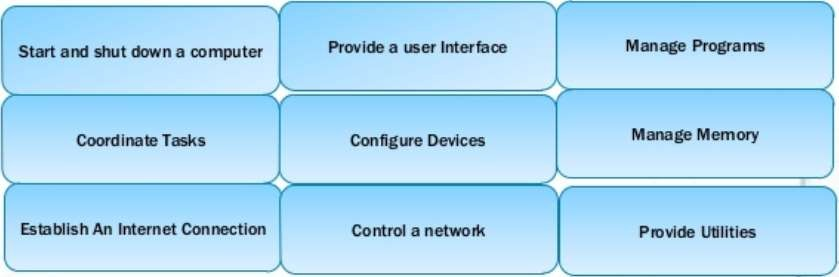 Start and shut down a computer
Provide a user Interface
Manage Programs
Coordinate Tasks
Configure Devices
Manage Memory
Establish An Internet Connection
Control a network
Provide Utilities